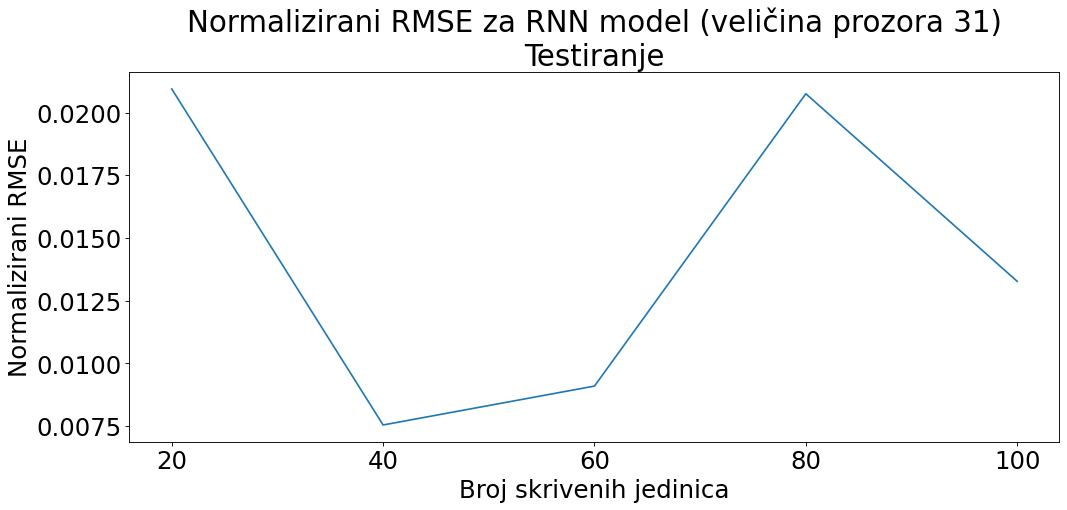 Normalizirani RMSE za RNN model (veličina prozora 31)
Testiranje
Normalizirani RMSE
0.0200
0.0175
0.0150
0.0125
0.0100
0.0075
20 40 60 80 100
Broj skrivenih jedinica